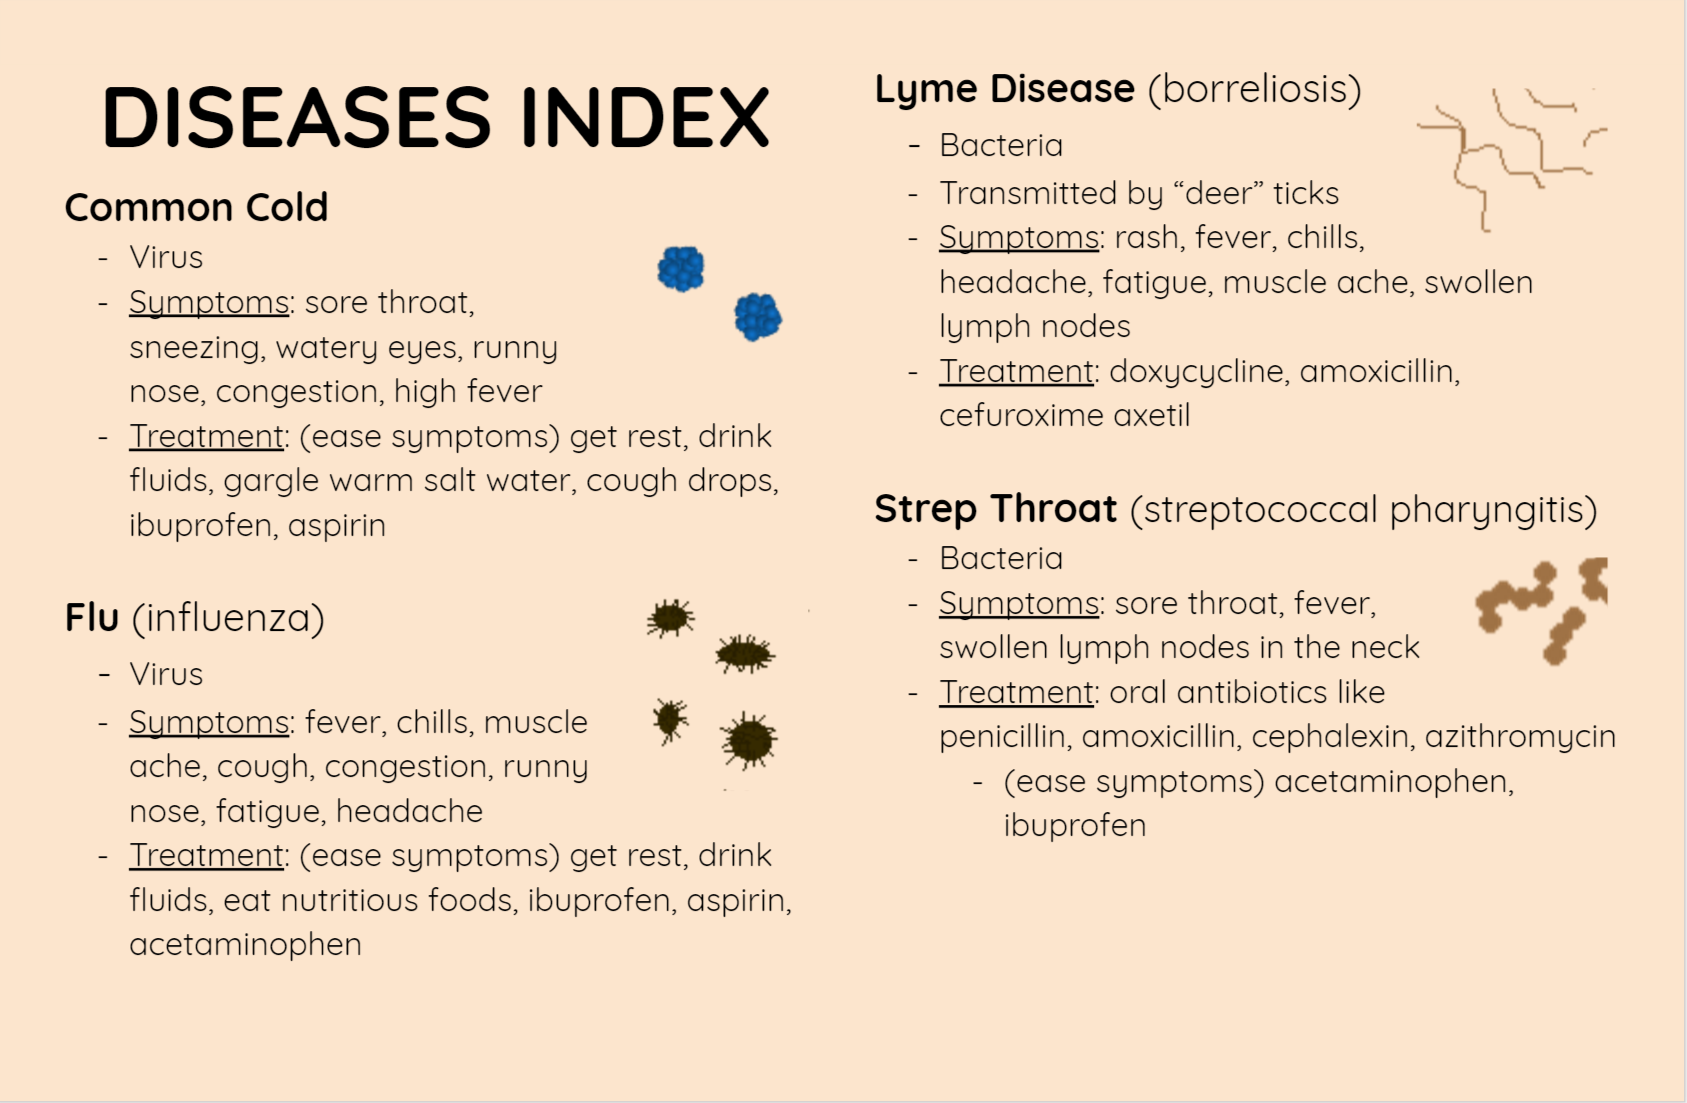 DISEASES INDEX
Common Cold
- Virus
- Symptoms: sore throat,
sneezing, watery eyes, runny
nose, congestion, high fever
- Treatment: (ease symptoms) get rest, drink
fluids, gargle warm salt water, cough drops,
ibuprofen, aspirin
Flu (influenza)
- Virus
- Symptoms: fever, chills, muscle
ache, cough, congestion, runny
nose, fatigue, headache
- Treatment: (ease symptoms) get rest, drink
fluids, eat nutritious foods, ibuprofen, aspirin,
acetaminophen
Lyme Disease (borreliosis)
- Bacteria
- Transmitted by “deer” ticks
- Symptoms: rash, fever, chills,
headache, fatigue, muscle ache, swollen
lymph nodes
- Treatment: doxycycline, amoxicillin,
cefuroxime axetil
Strep Throat (streptococcal pharyngitis)
- Bacteria
- Symptoms: sore throat, fever,
swollen lymph nodes in the neck
- Treatment: oral antibiotics like
penicillin, amoxicillin, cephalexin, azithromycin
- (ease symptoms) acetaminophen,
ibuprofen